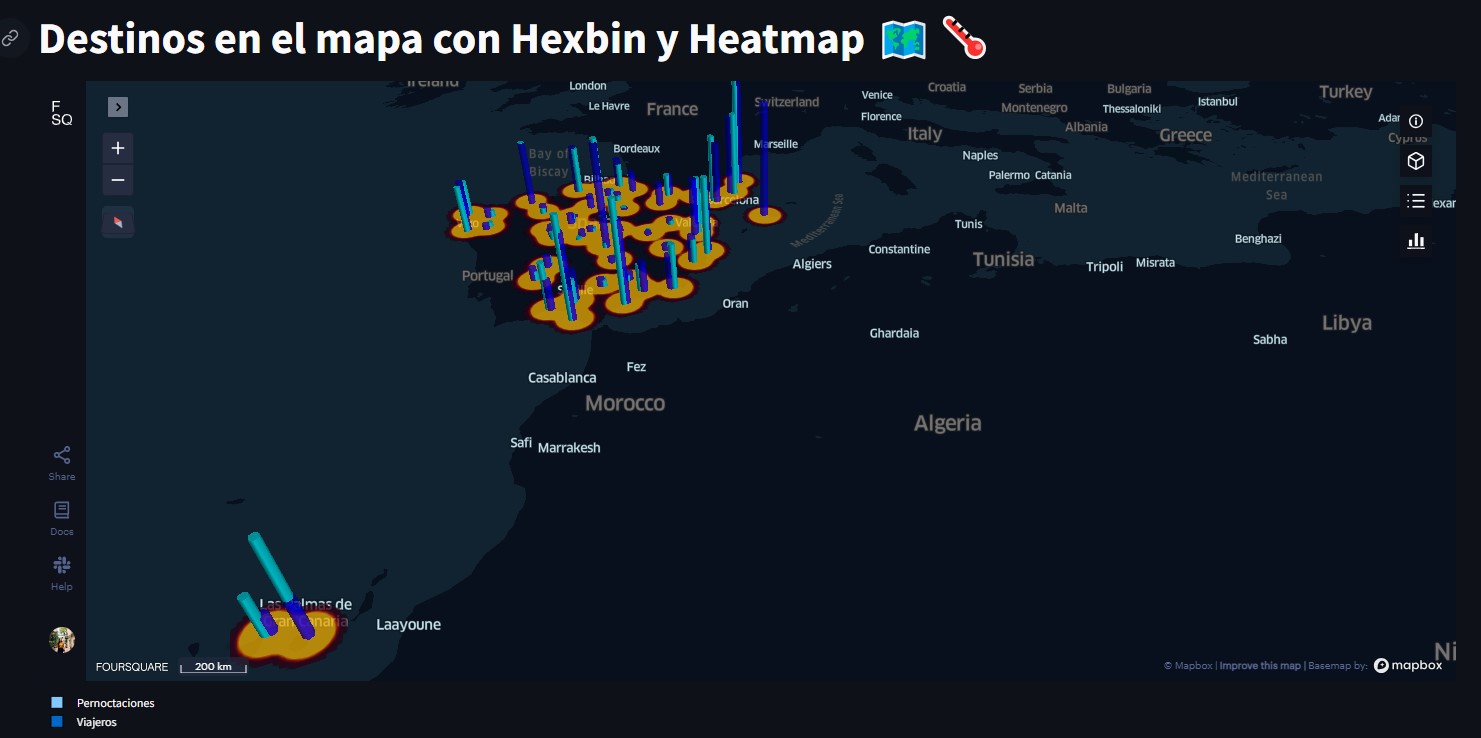 Destinos en el mapa con Hexbin y Heatmap
F
SQ
Ireland
London
Le Havre
France
Switzerland
Venice
Florence
Croatia
Serbia
Montenegro
Bulgaria
Thessaloniki
Istanbul
Turkey
Albania
Italy
Greece
Cyprus
Bay of
Biscay
Bordeaux
Marseille
Naples
Palermo
Catania
Mediterranean
Sea
Malta
Mediterranean Sea
Portugal
Algiers
Constantine
Tunis
Tunisia
Tripoli
Misrata
Benghazi
Oran
Ghardaia
Libya
Sabha
Fez
Casablanca
Morocco
Algeria
Safi
Marrakesh
Share
Docs
Help
Las Palmas de
Gran Canaria
Laayoune
Ni
FOURSQUARE
200 km
© Mapbox | Improve this map | Basemap by: mapbox
Pernoctaciones
Viajeros